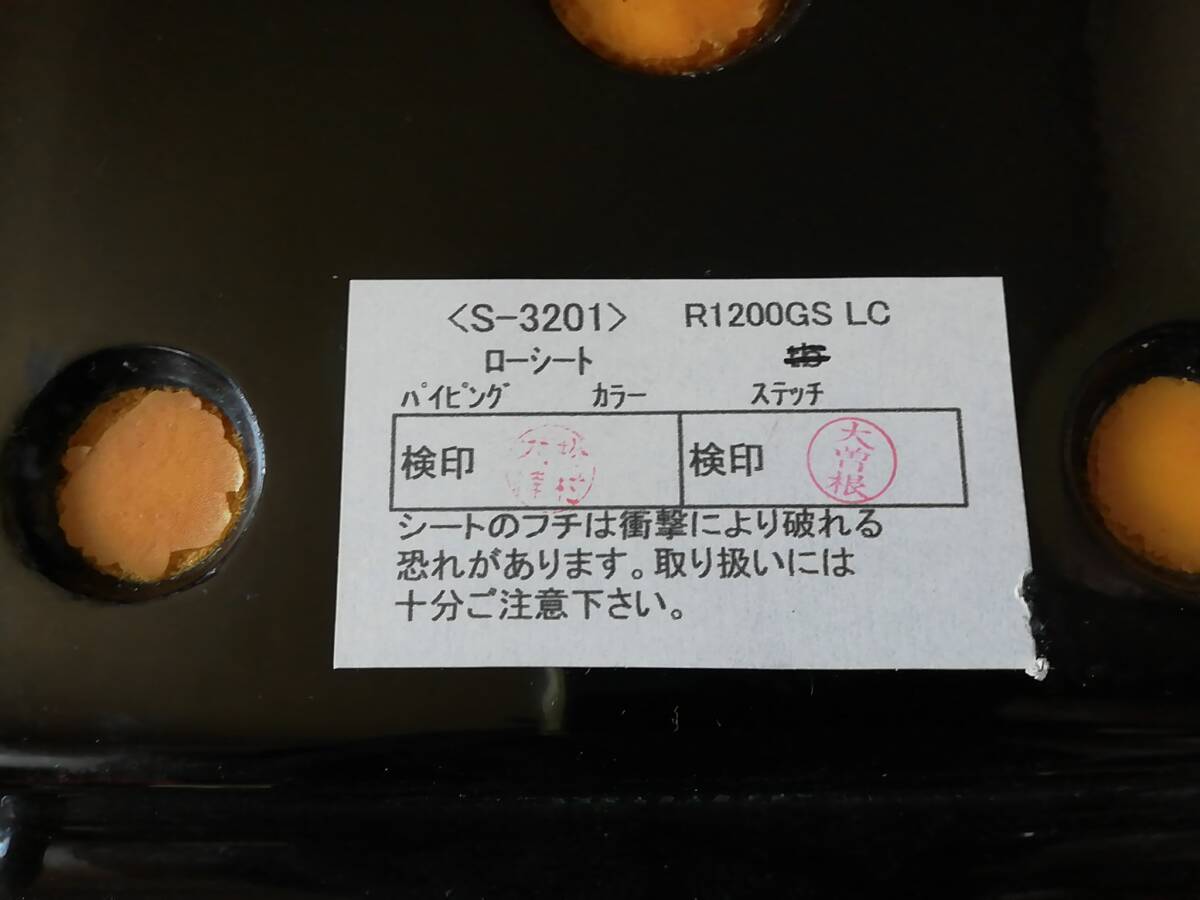 <S-3201> R1200GS LC
ローシート
パイピング カラー ステッチ
検印 検印 大曽根
シートのフチは衝撃により破れる
恐れがあります。取り扱いには
十分ご注意下さい。